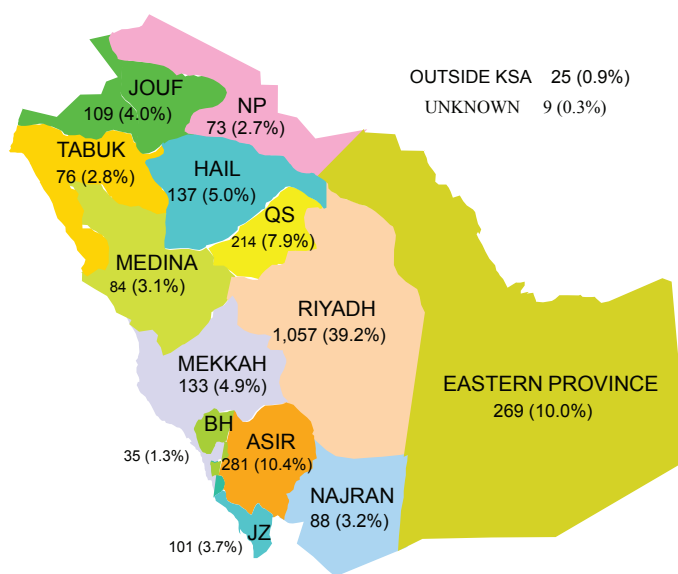 OUTSIDE KSA 25 (0.9%)
UNKNOWN 9 (0.3%)
JOUF
109 (4.0%)
NP
73 (2.7%)
TABUK
76 (2.8%)
HAIL
137 (5.0%)
QS
214 (7.9%)
MEDINA
84 (3.1%)
RIYADH
1,057 (39.2%)
MEKKAH
133 (4.9%)
EASTERN PROVINCE
269 (10.0%)
BH
35 (1.3%)
ASIR
281 (10.4%)
NAJRAN
88 (3.2%)
JZ
101 (3.7%)